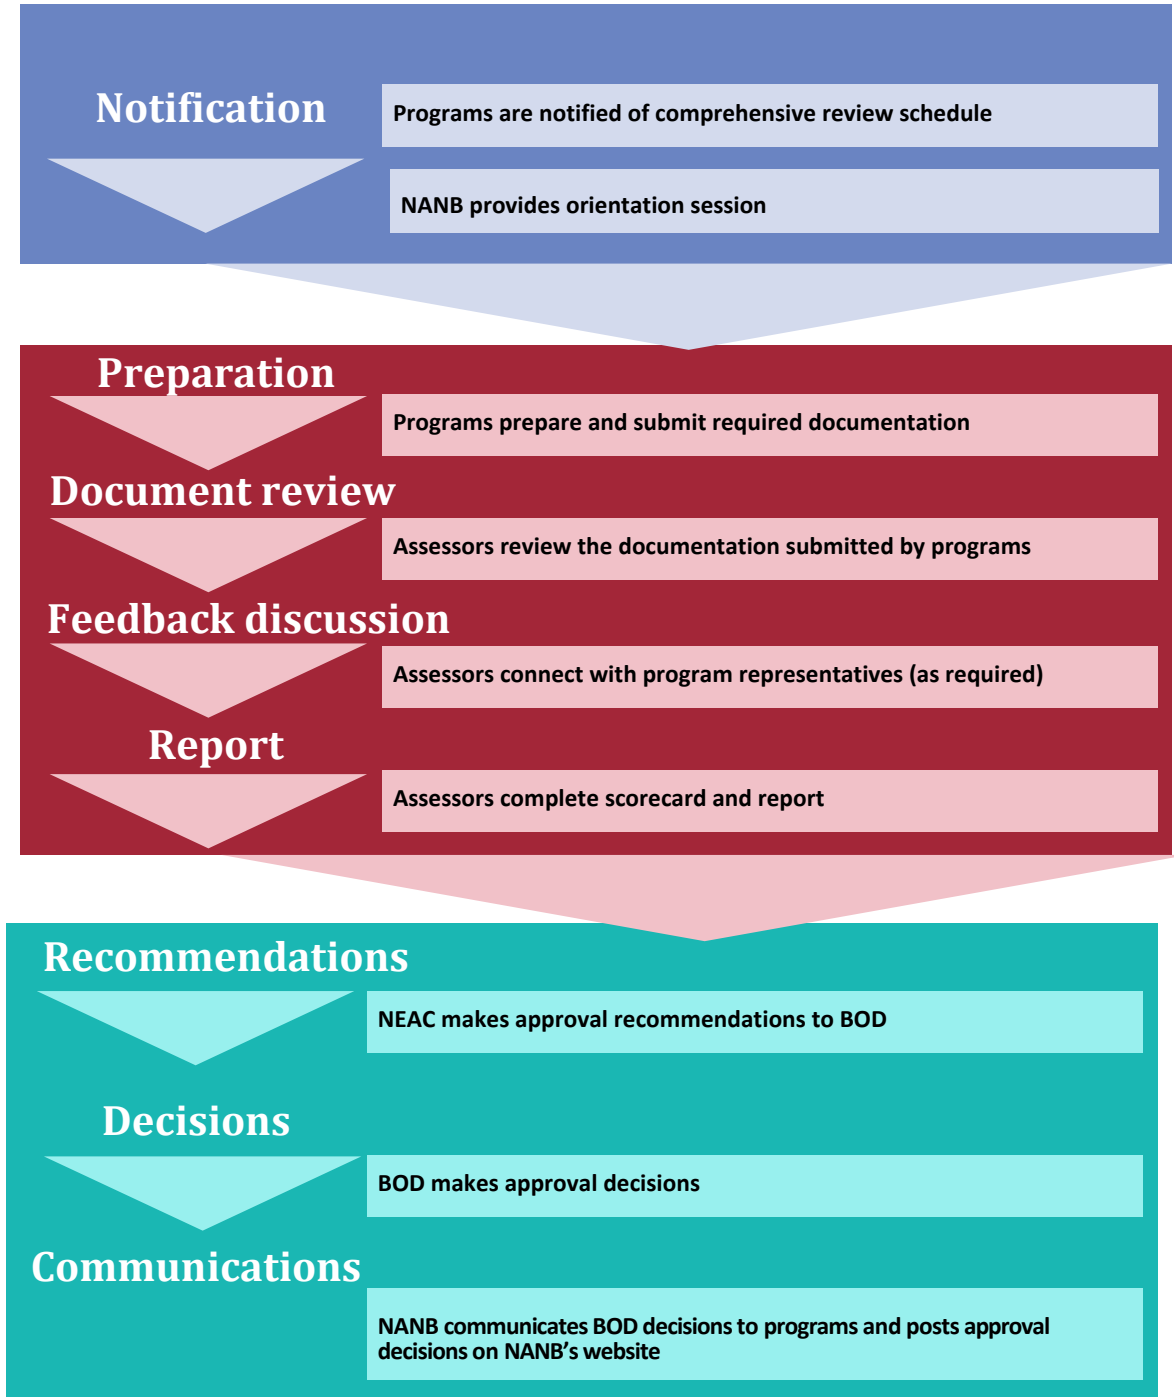 Notification
Programs are notified of comprehensive review schedule
NANB provides orientation session
Preparation
Programs prepare and submit required documentation
Document review
Assessors review the documentation submitted by programs
Feedback discussion
Assessors connect with program representatives (as required)
Report
Assessors complete scorecard and report
Recommendations
NEAC makes approval recommendations to BOD
Decisions
BOD makes approval decisions
Communications
NANB communicates BOD decisions to programs and posts approval
decisions on NANB's website